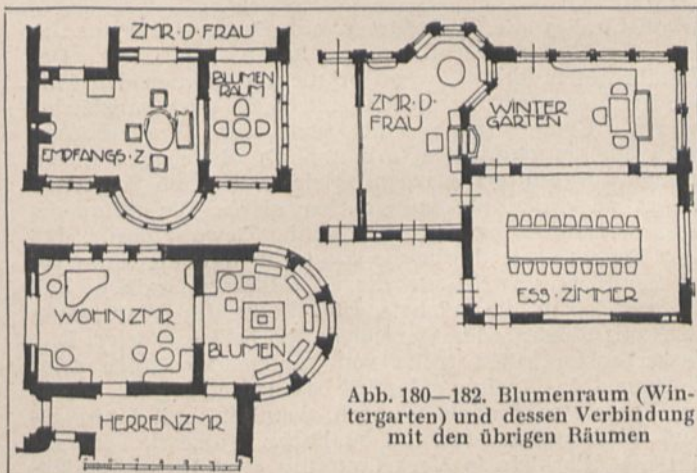 ZMR·D·FRAU
BLUMEN
RAUM
EMPFANGS·Z
ZMR·D·
FRAU
WINTER
GARTEN
ESS·ZIMMER
WOHN ZMR
BLUMEN
HERRENZMR
Abb. 180—182. Blumenraum (Win-
tergarten) und dessen Verbindung
mit den übrigen Räumen